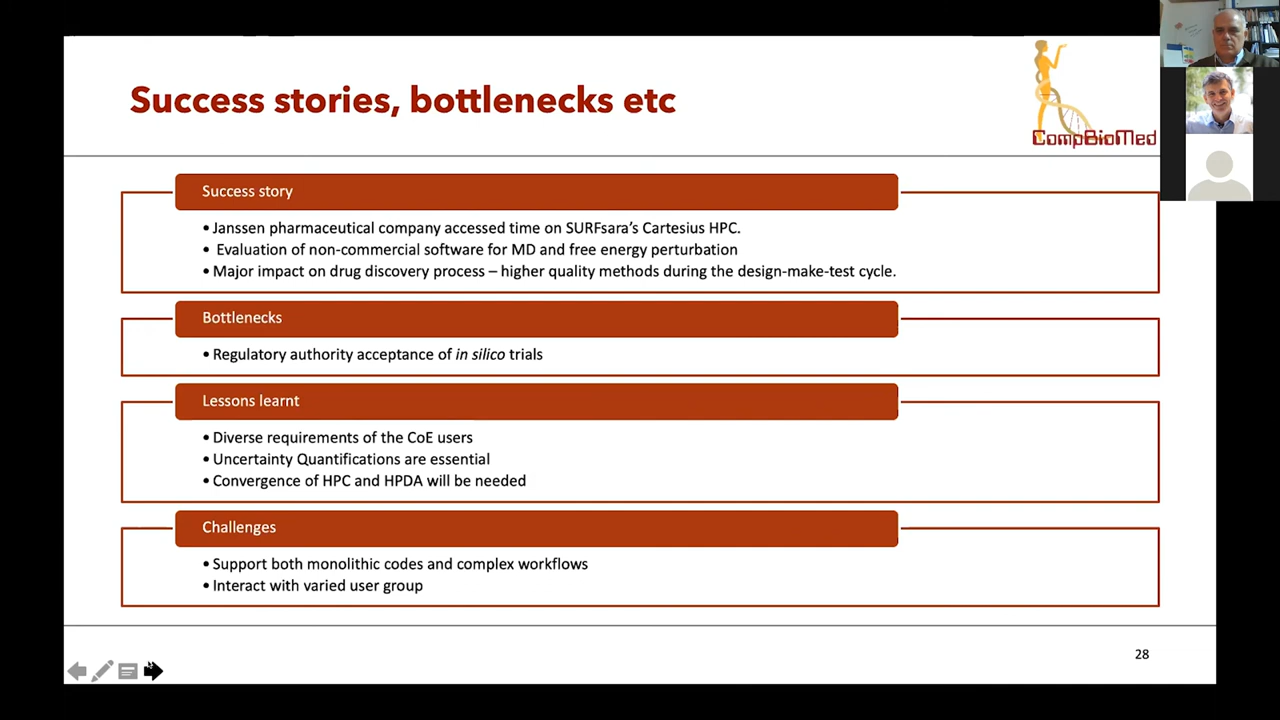 Success stories, bottlenecks etc
CompBioMed
Success story
• Janssen pharmaceutical company accessed time on SURFsara's Cartesius HPC.
• Evaluation of non-commercial software for MD and free energy perturbation
• Major impact on drug discovery process – higher quality methods during the design-make-test cycle.
Bottlenecks
• Regulatory authority acceptance of in silico trials
Lessons learnt
• Diverse requirements of the CoE users
• Uncertainty Quantifications are essential
• Convergence of HPC and HPDA will be needed
Challenges
• Support both monolithic codes and complex workflows
• Interact with varied user group
28